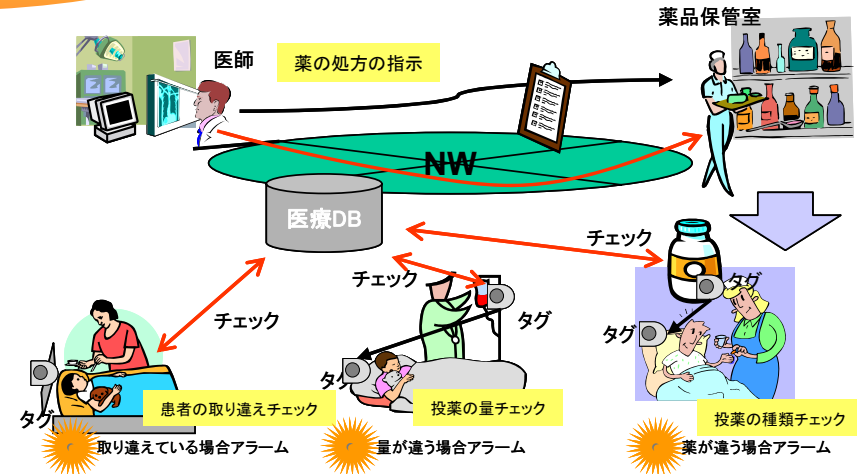 薬品保管室
医師
薬の処方の指示
NW
医療DB
チェック
チェック
チェック
タグ
タグ
タグ
タグ
タグ
患者の取り違えチェック
投薬の量チェック
投薬の種類チェック
取り違えている場合アラーム
量が違う場合アラーム
薬が違う場合アラーム